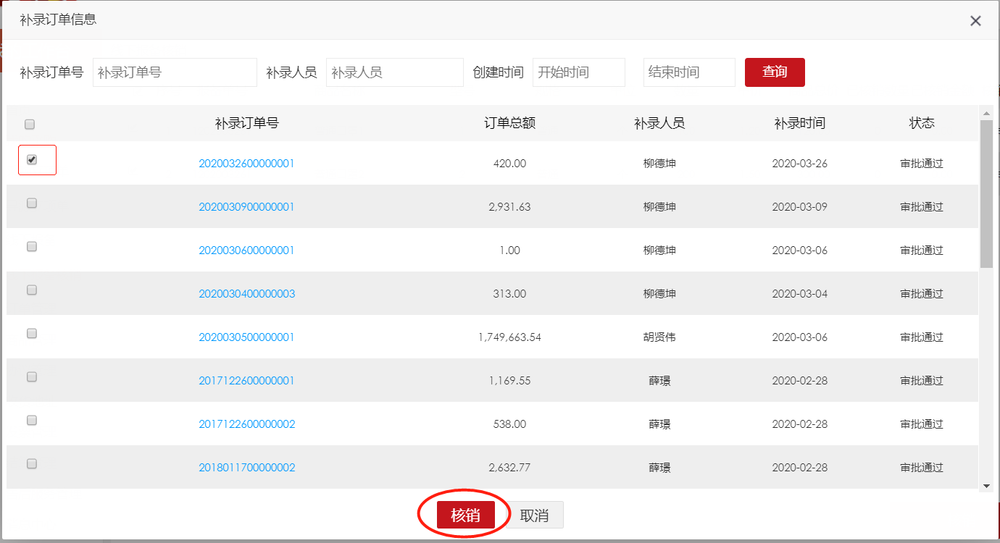 补录订单信息
补录订单号 补录订单号 补录人员 补录人员 创建时间 开始时间 结束时间 查询
补录订单号 订单总额 补录人员 补录时间 状态
2020032600000001 420.00 柳德坤 2020-03-26 审批通过
2020030900000001 2,931.63 柳德坤 2020-03-09 审批通过
2020030600000001 1.00 柳德坤 2020-03-06 审批通过
2020030400000003 313.00 柳德坤 2020-03-04 审批通过
2020030500000001 1,749,663.54 胡贤伟 2020-03-06 审批通过
2017122600000001 1,169.55 薛璟 2020-02-28 审批通过
2017122600000002 538.00 薛璟 2020-02-28 审批通过
2018011700000002 2,632.77 薛璟 2020-02-28 审批通过
核销 取消